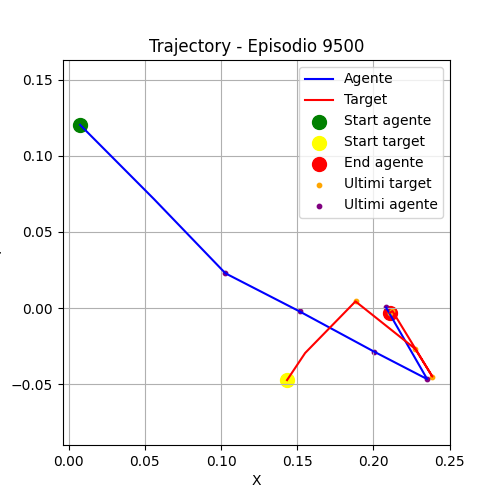 Trajectory - Episodio 9500
Agente
Target
Start agente
Start target
End agente
Ultimi target
Ultimi agente
0.15
0.10
0.05
0.00
−0.05
0.00
0.05
0.10
0.15
0.20
0.25
X